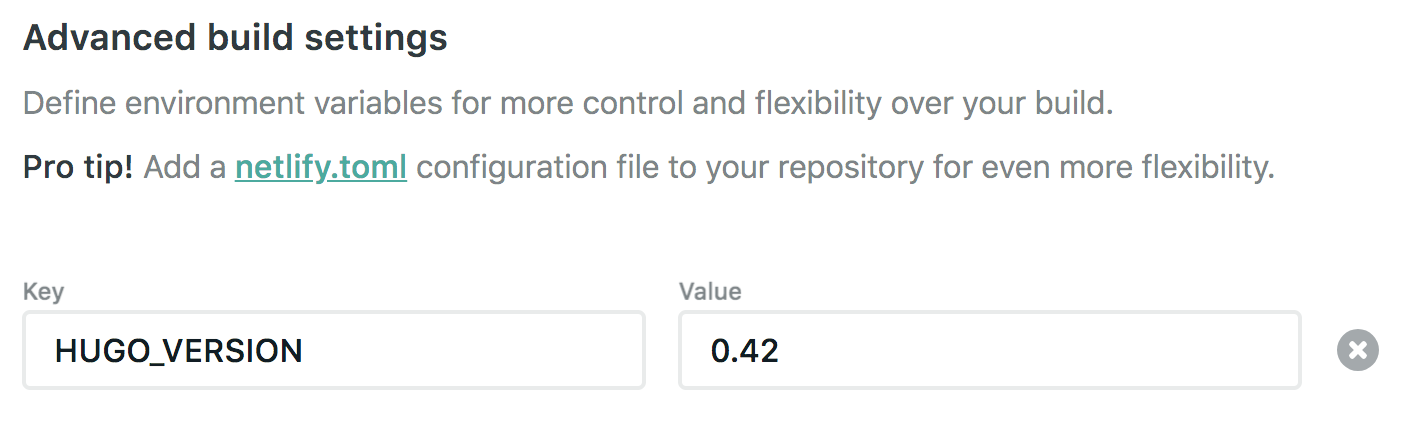 Advanced build settings
Define environment variables for more control and flexibility over your build.
Pro tip! Add a netlify.toml configuration file to your repository for even more flexibility.
Key
Value
HUGO_VERSION
0.42